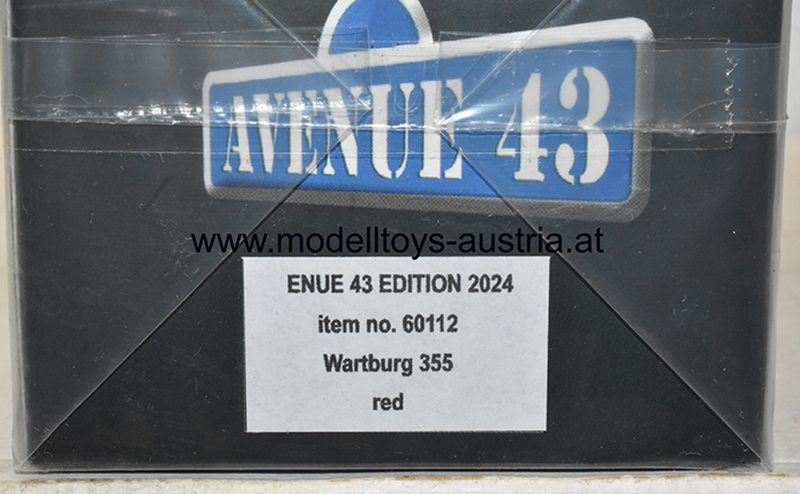 AVENUE 43
www.modelltoys-austria.at
ENUE 43 EDITION 2024
item no. 60112
Wartburg 355
red